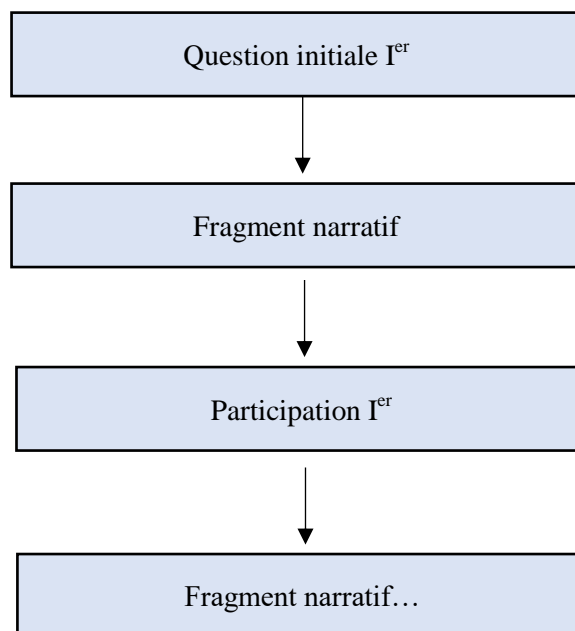 Question initiale Iᵉʳ
Fragment narratif
Participation Iᵉʳ
Fragment narratif…